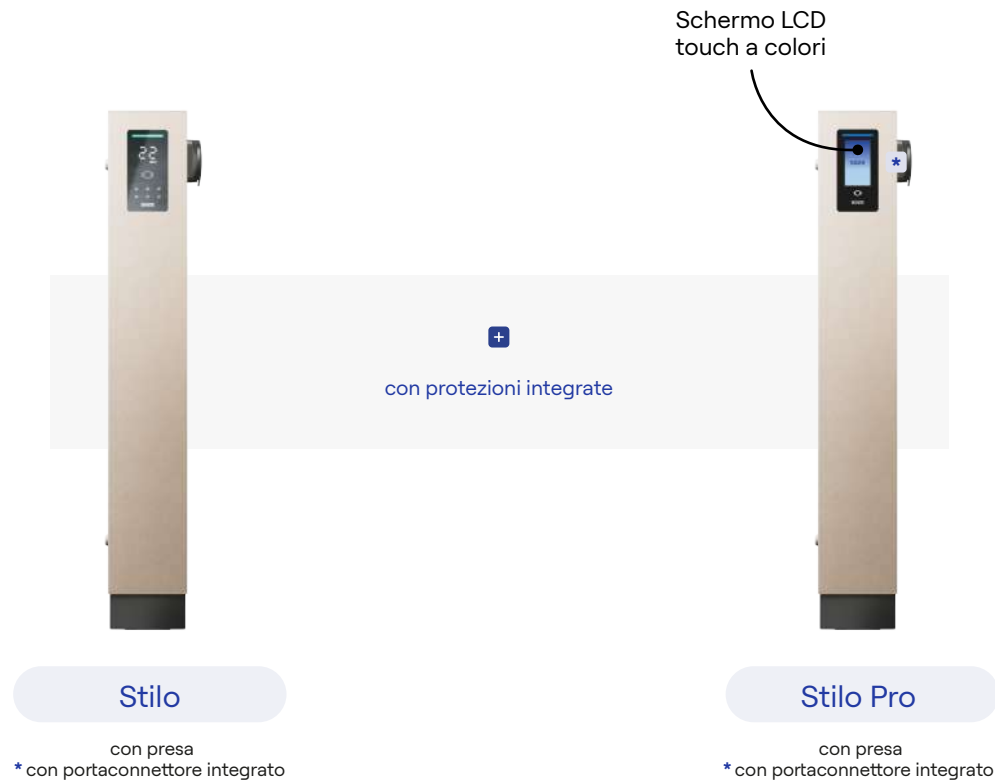 Schermo LCD
touch a colori
22
*
+
con protezioni integrate
Stilo
Stilo Pro
con presa
* con portaconnettore integrato
con presa
* con portaconnettore integrato